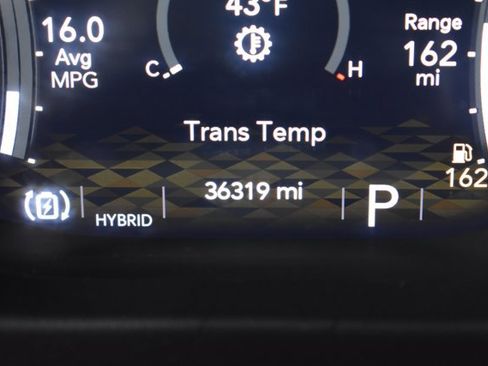 43°F
16.0
Avg
MPG
Range
162
mi
C
H
Trans Temp
162
36319 mi
HYBRID
P